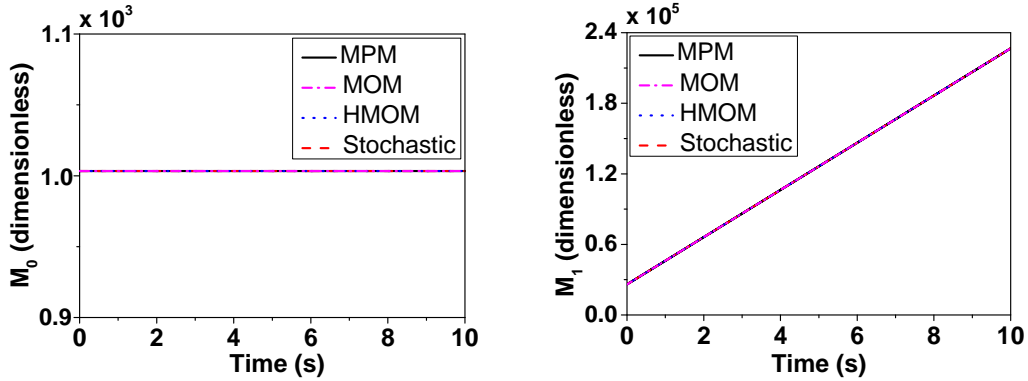 x 10³
1.1
1.0
0.9
M₀ (dimensionless)
MPM
MOM
HMOM
Stochastic
0 2 4 6 8 10
Time (s)
x 10⁵
2.4
1.8
1.2
0.6
0.0
M₁ (dimensionless)
MPM
MOM
HMOM
Stochastic
0 2 4 6 8 10
Time (s)